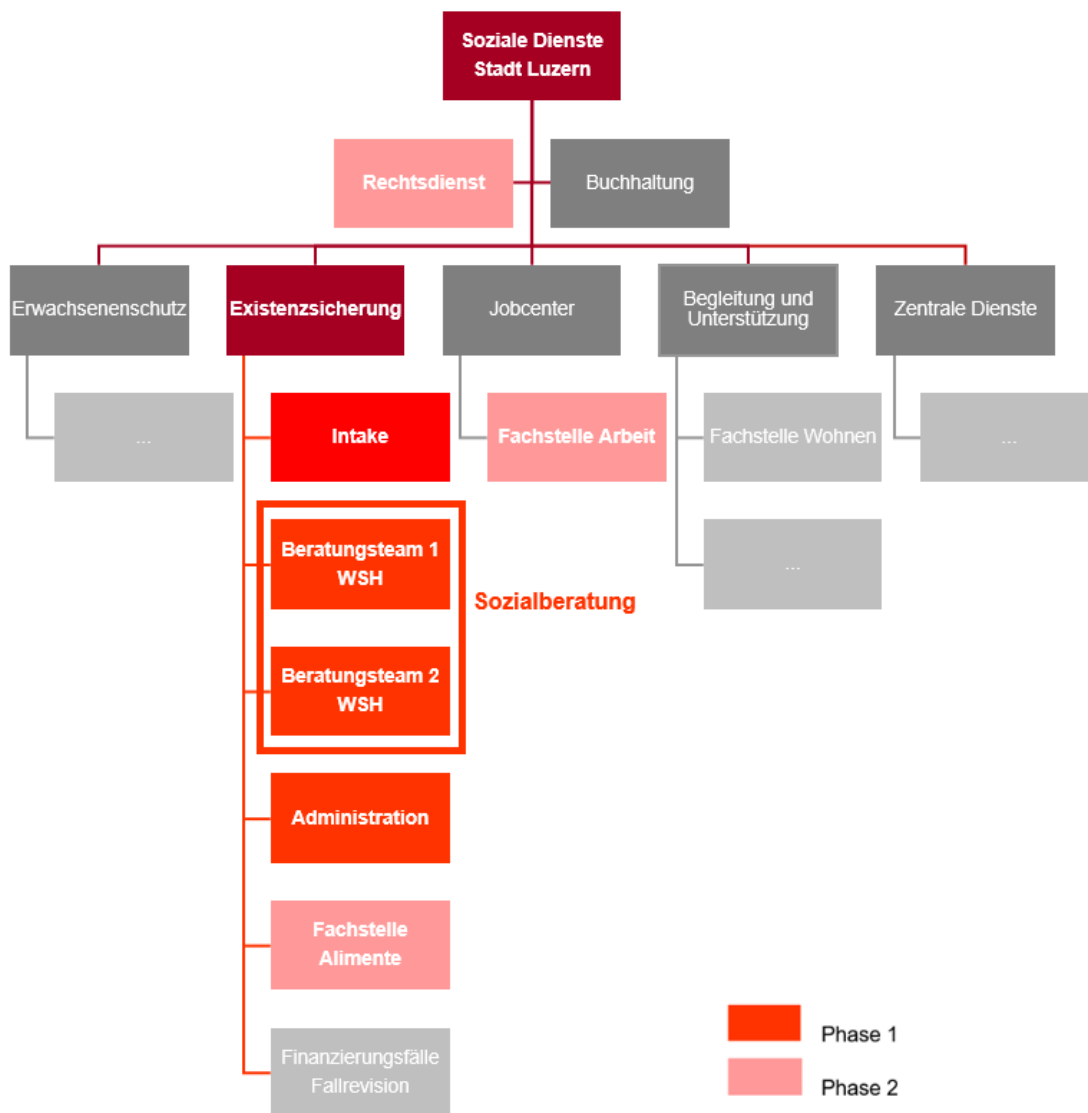 Soziale Dienste
Stadt Luzern
Rechtsdienst
Buchhaltung
Erwachsenenschutz
Existenzsicherung
Jobcenter
Begleitung und
Unterstützung
Zentrale Dienste
...
Intake
Fachstelle Arbeit
Fachstelle Wohnen
...
Beratungsteam 1
WSH
...
Sozialberatung
Beratungsteam 2
WSH
Administration
Fachstelle
Alimente
Finanzierungsfälle
Fallrevision
Phase 1
Phase 2